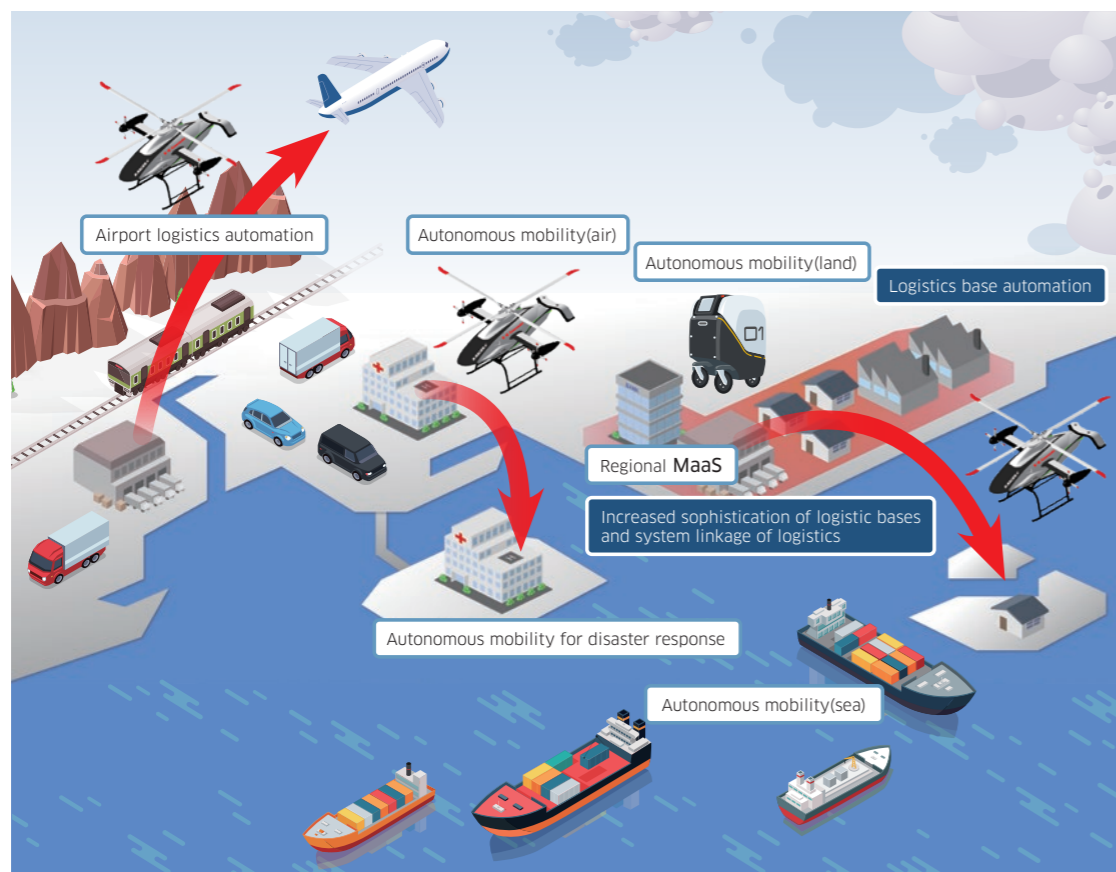 Airport logistics automation
Autonomous mobility(air)
Autonomous mobility(land)
Logistics base automation
Regional MaaS
Increased sophistication of logistic bases
and system linkage of logistics
Autonomous mobility for disaster response
Autonomous mobility(sea)